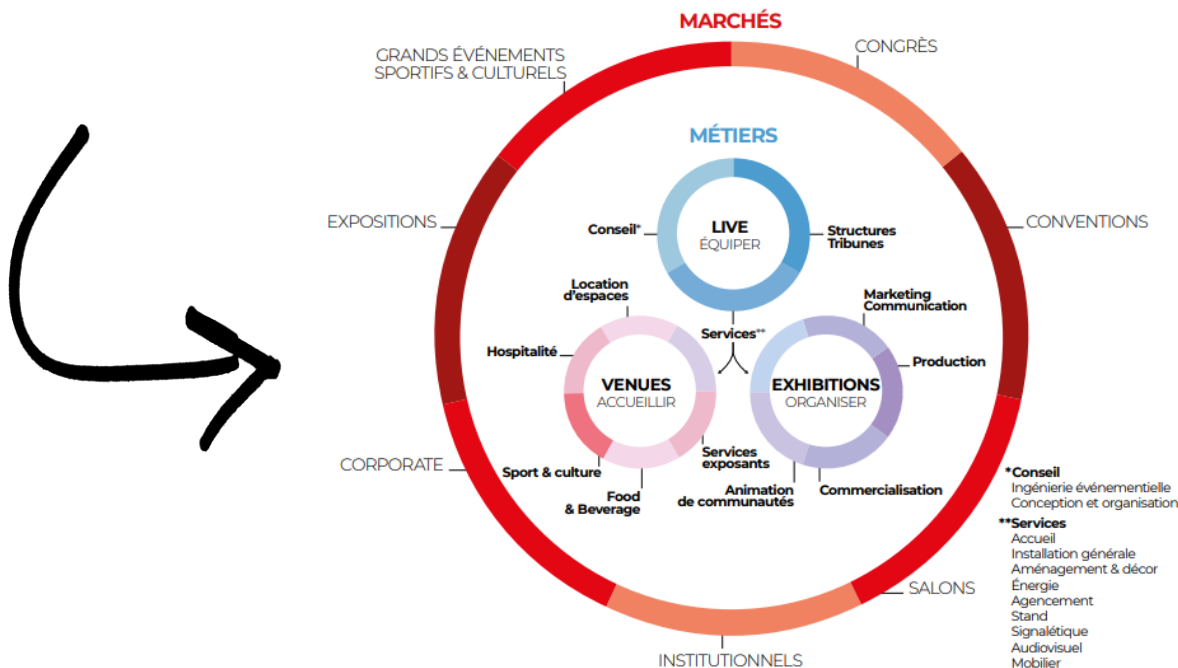 MARCHÉS
GRANDS ÉVÉNEMENTS
SPORTIFS & CULTURELS
CONGRÈS
EXPOSITIONS
CONVENTIONS
CORPORATE
SALONS
INSTITUTIONNELS
MÉTIERS
LIVE
ÉQUIPER
Conseil*
Structures
Tribunes
Services**
VENUES
ACCUEILLIR
Location
d'espaces
Hospitalité
Sport & culture
Food
& Beverage
Services
exposants
EXHIBITIONS
ORGANISER
Marketing
Communication
Production
Commercialisation
Animation
de communautés
*Conseil
Ingénierie événementielle
Conception et organisation
**Services
Accueil
Installation générale
Aménagement & décor
Énergie
Agencement
Stand
Signalétique
Audiovisuel
Mobilier